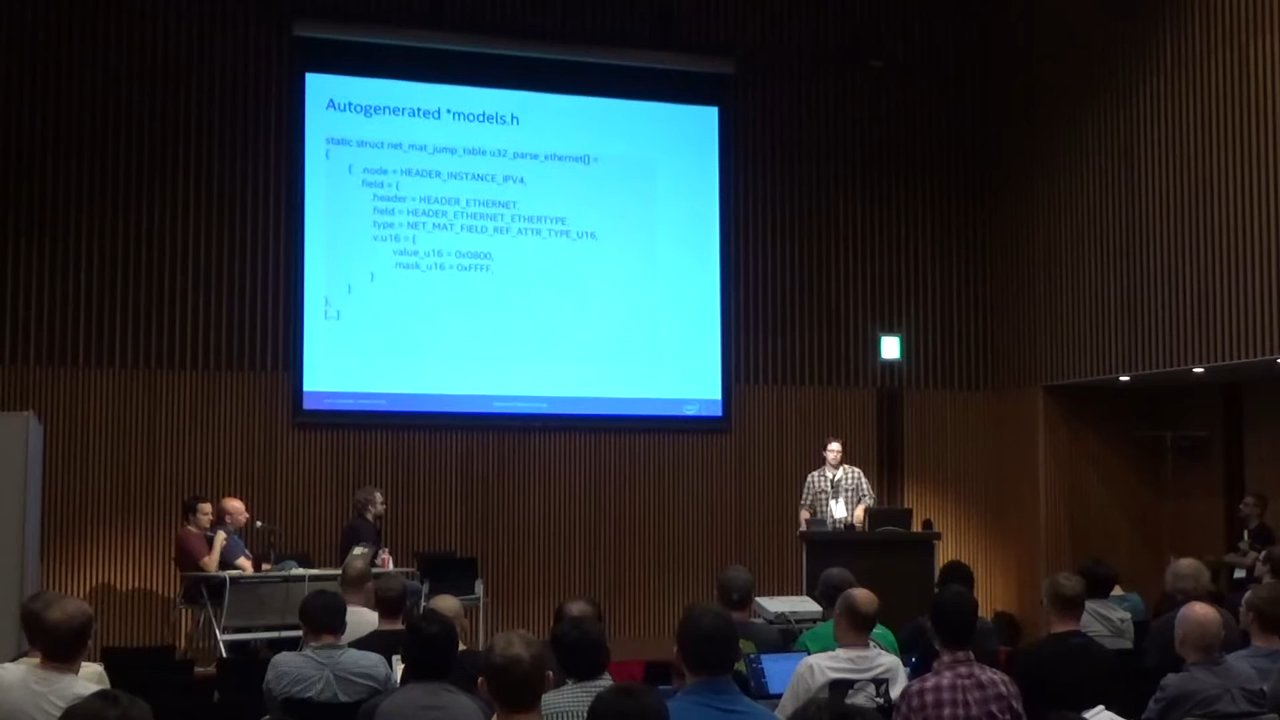 Autogenerated *models.h
static struct net_mat_jump_table u32_parse_ethernet[] =
{
{ .node = HEADER_INSTANCE_IPV4,
.field = {
.header = HEADER_ETHERNET,
.field = HEADER_ETHERNET_ETHERTYPE,
.type = NET_MAT_FIELD_REF_ATTR_TYPE_U16,
.v.u16 = {
.value_u16 = 0x0800,
.mask_u16 = 0xFFFF,
}
}
},
[...]
intel